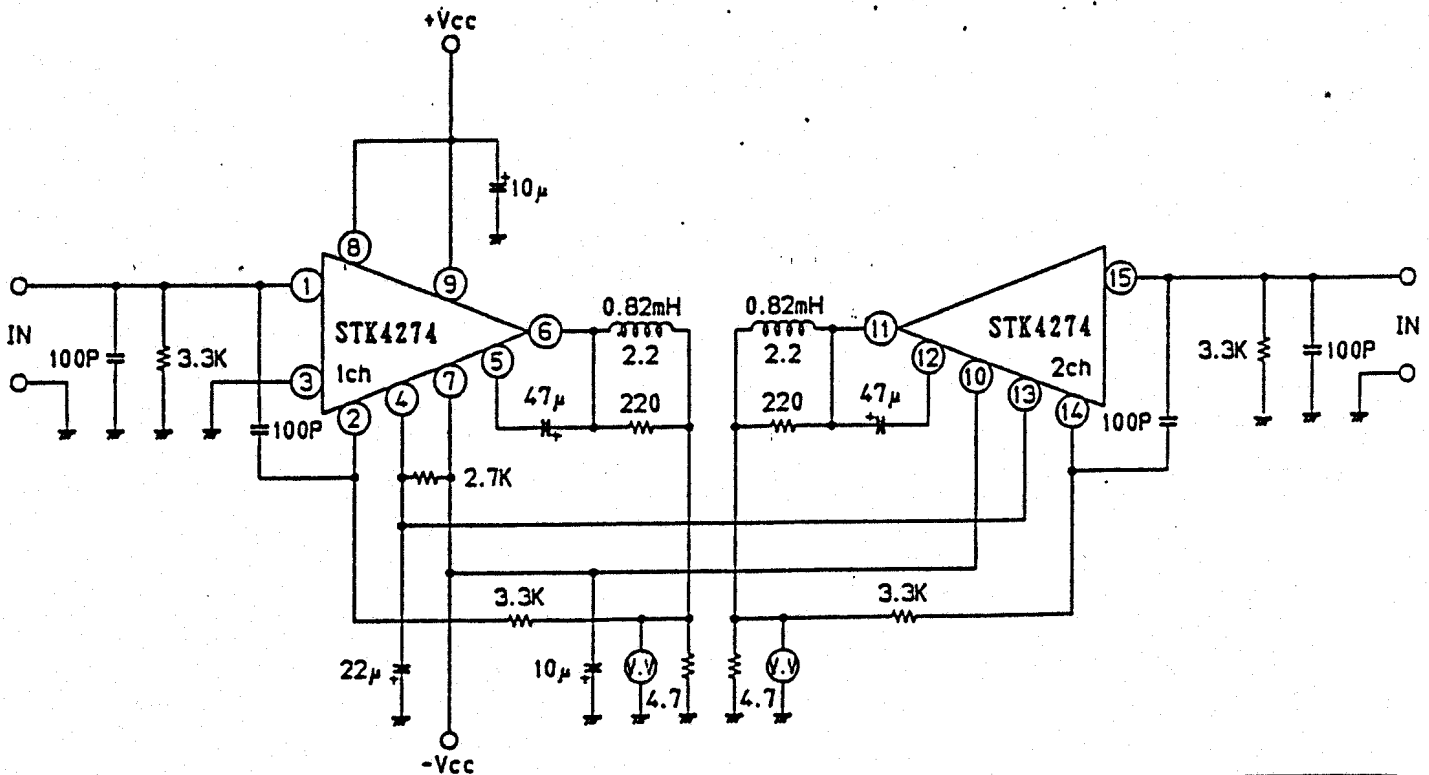 +Vcc
10µ
8
9
1
IN
100P
3.3K
STK4274
1ch
3
2
4
7
5
6
100P
0.82mH
2.2
47µ
220
2.7K
0.82mH
2.2
220
47µ
11
12
10
13
14
15
STK4274
2ch
3.3K
100P
IN
100P
3.3K
3.3K
22µ
10µ
V.V
4.7
4.7
V.V
-Vcc